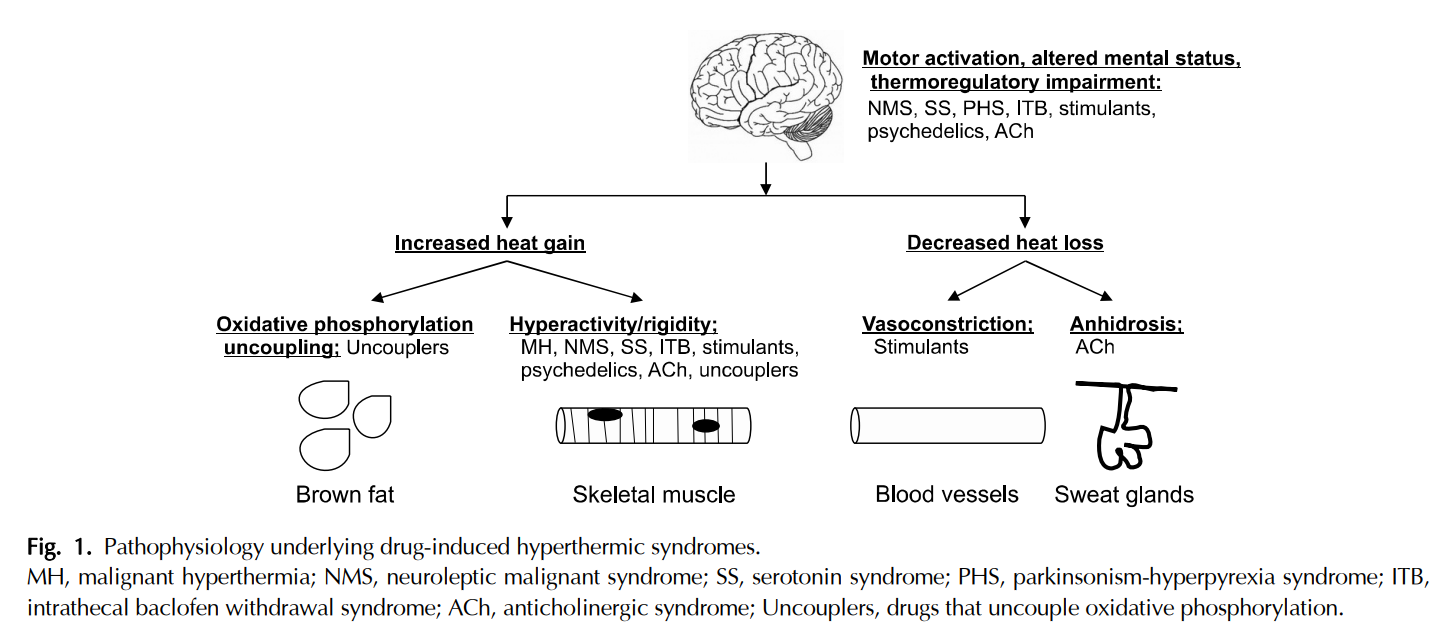 Motor activation, altered mental status,
thermoregulatory impairment:
NMS, SS, PHS, ITB, stimulants,
psychedelics, ACh
Increased heat gain
Decreased heat loss
Oxidative phosphorylation
uncoupling; Uncouplers
Hyperactivity/rigidity;
MH, NMS, SS, ITB, stimulants,
psychedelics, ACh, uncouplers
Vasoconstriction;
Stimulants
Anhidrosis;
ACh
Brown fat
Skeletal muscle
Blood vessels
Sweat glands
Fig. 1. Pathophysiology underlying drug-induced hyperthermic syndromes.
MH, malignant hyperthermia; NMS, neuroleptic malignant syndrome; SS, serotonin syndrome; PHS, parkinsonism-hyperpyrexia syndrome; ITB,
intrathecal baclofen withdrawal syndrome; ACh, anticholinergic syndrome; Uncouplers, drugs that uncouple oxidative phosphorylation.